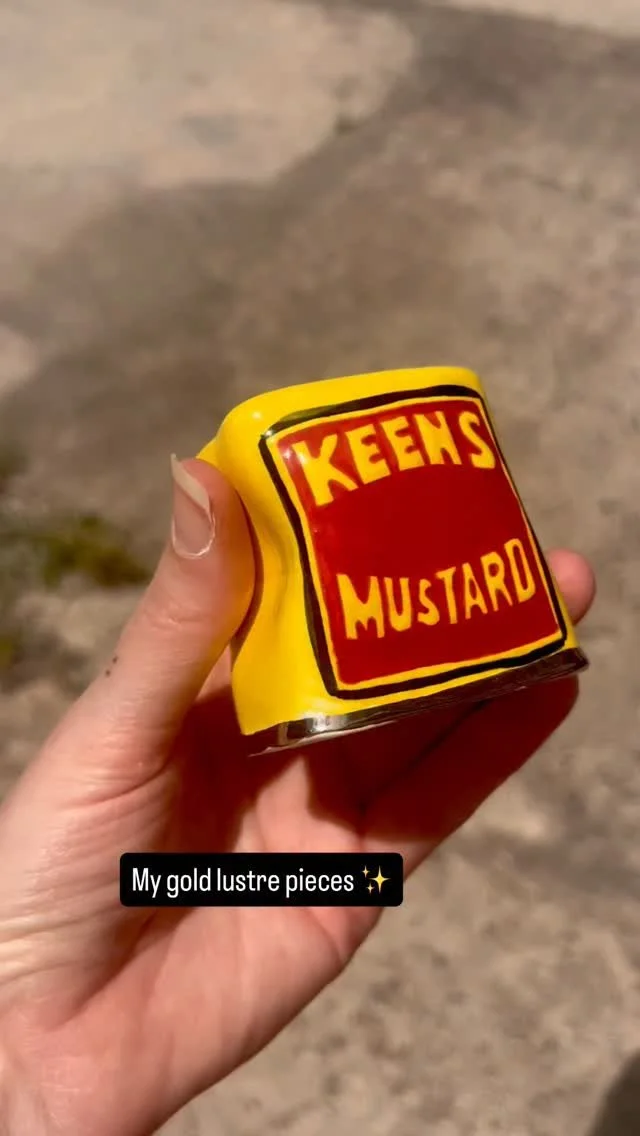 KEENS
MUSTARD
My gold lustre pieces ✨